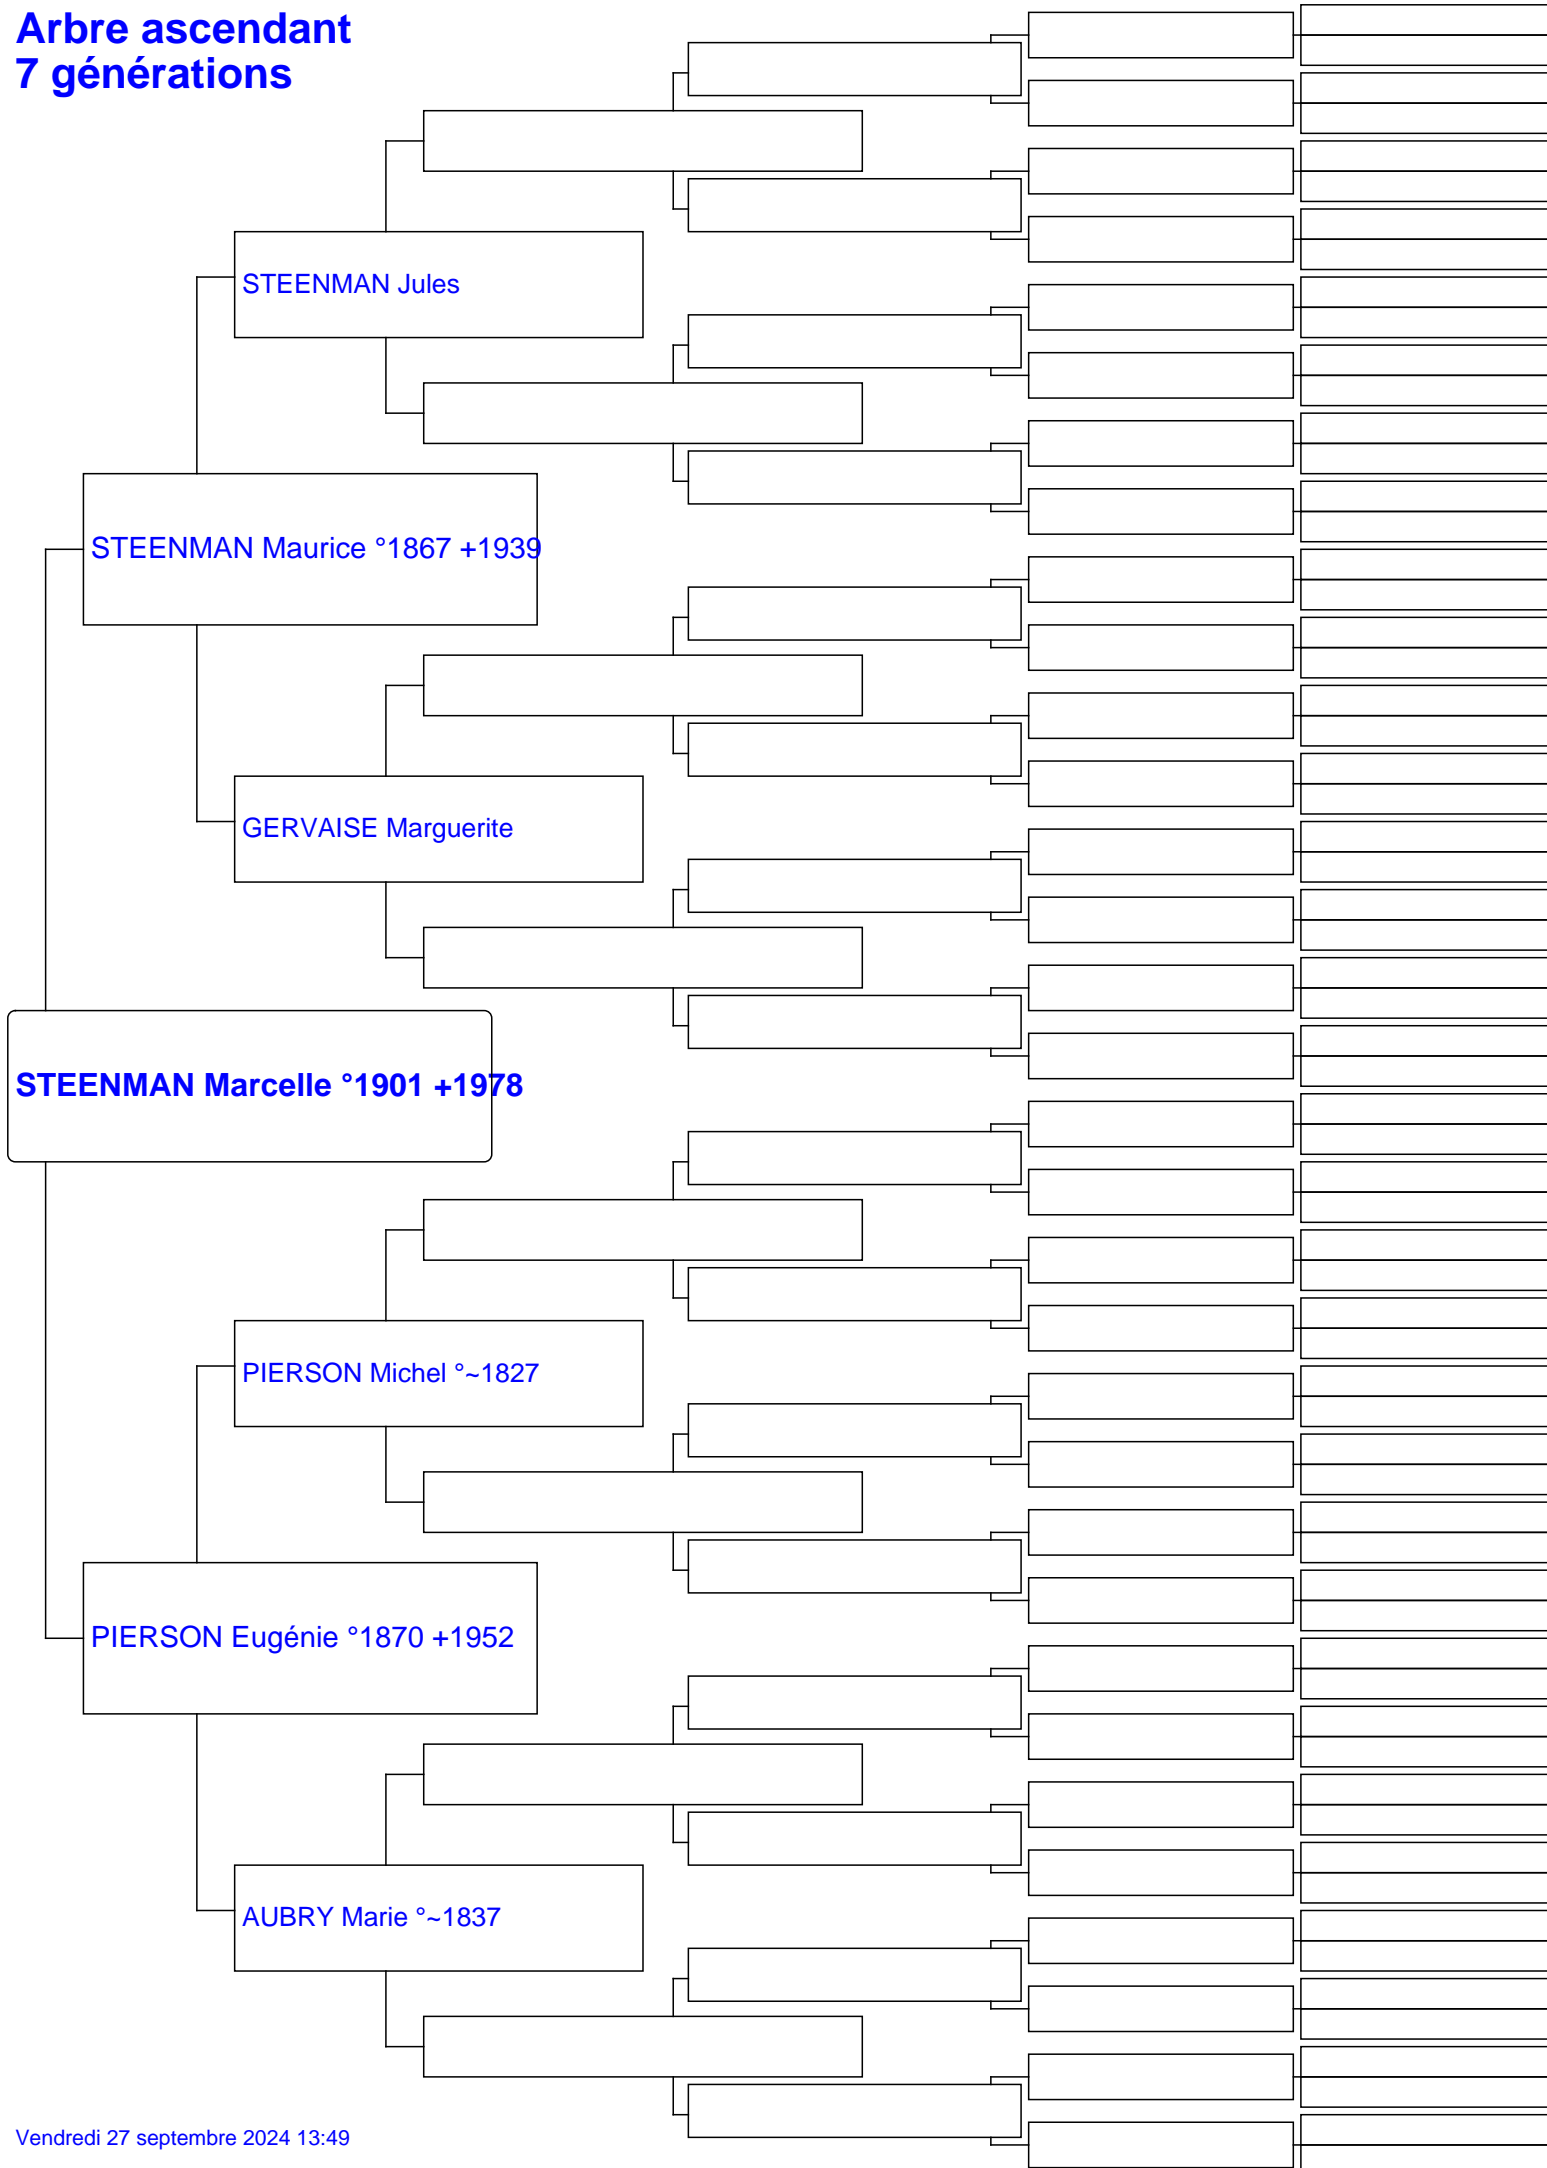 Arbre ascendant
7 générations
STEENMAN Jules
STEENMAN Maurice °1867 +1939
GERVAISE Marguerite
STEENMAN Marcelle °1901 +1978
PIERSON Michel °~1827
PIERSON Eugénie °1870 +1952
AUBRY Marie °~1837
Vendredi 27 septembre 2024 13:49